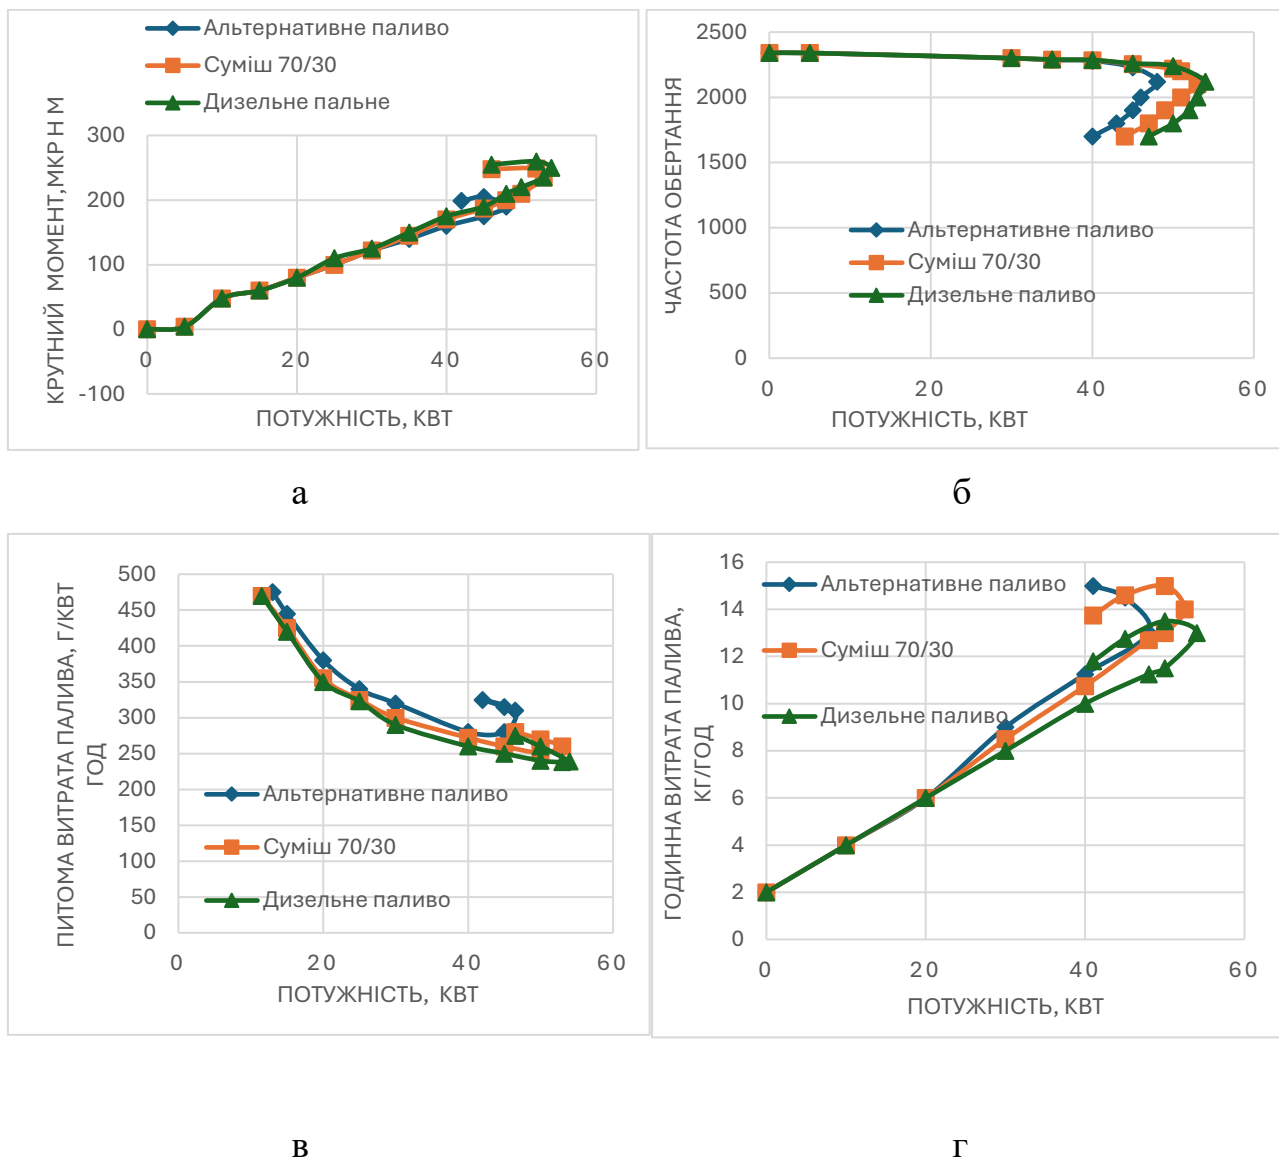 Альтернативне паливо
Суміш 70/30
Дизельне пальне
КРУТНИЙ МОМЕНТ,МКР Н М
300
200
100
0
-100
0 20 40 60
ПОТУЖНІСТЬ, КВТ
а
ЧАСТОТА ОБЕРТАННЯ
2500
2000
1500
1000
500
0
Альтернативне паливо
Суміш 70/30
Дизельне паливо
0 20 40 60
ПОТУЖНІСТЬ, КВТ
б
ПИТОМА ВИТРАТА ПАЛИВА, Г/КВТ
ГОД
500
450
400
350
300
250
200
150
100
50
0
Альтернативне паливо
Суміш 70/30
Дизельне паливо
0 20 40 60
ПОТУЖНІСТЬ, КВТ
в
ГОДИННА ВИТРАТА ПАЛИВА,
КГ/ГОД
16
14
12
10
8
6
4
2
0
Альтернативне паливо
Суміш 70/30
Дизельне паливо
0 20 40 60
ПОТУЖНІСТЬ, КВТ
г